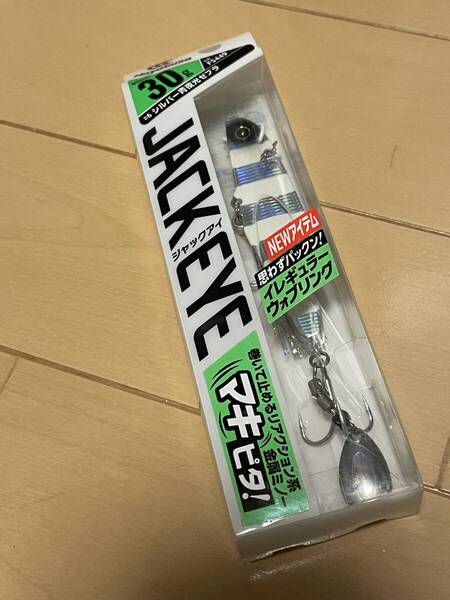 30g
#6 シルバー青夜光ゼブラ
FS449
JACKEYE
ジャックアイ
NEWアイテム
思わずパックン!
イレギュラー
ウォブリング
巻いて止めるリアクション系
金属ミノー
マキピタ!